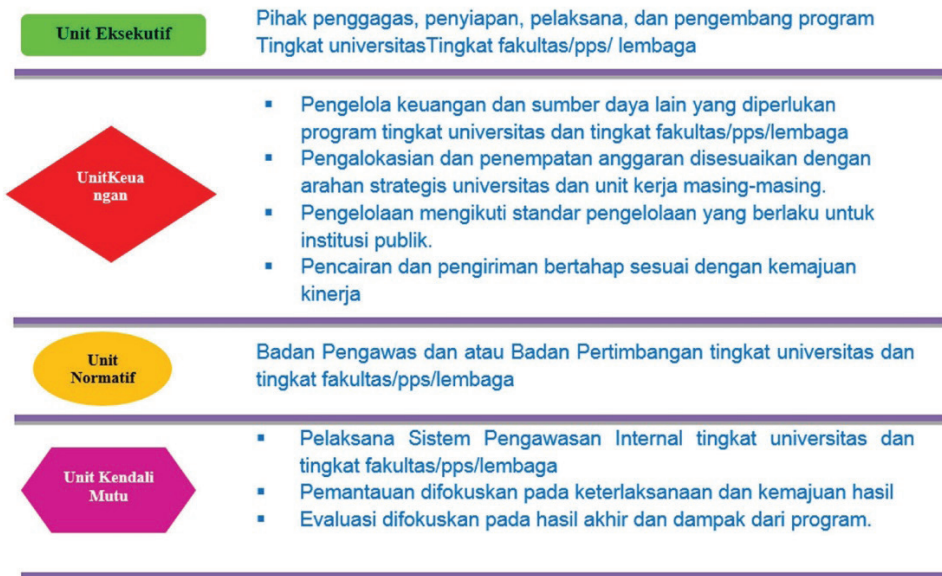 Unit Eksekutif
Pihak penggagas, penyiapan, pelaksana, dan pengembang program
Tingkat universitasTingkat fakultas/pps/ lembaga
UnitKeua
ngan
▪ Pengelola keuangan dan sumber daya lain yang diperlukan
program tingkat universitas dan tingkat fakultas/pps/lembaga
▪ Pengalokasian dan penempatan anggaran disesuaikan dengan
arahan strategis universitas dan unit kerja masing-masing.
▪ Pengelolaan mengikuti standar pengelolaan yang berlaku untuk
institusi publik.
▪ Pencairan dan pengiriman bertahap sesuai dengan kemajuan
kinerja
Unit
Normatif
Badan Pengawas dan atau Badan Pertimbangan tingkat universitas dan
tingkat fakultas/pps/lembaga
Unit Kendali
Mutu
▪ Pelaksana Sistem Pengawasan Internal tingkat universitas dan
tingkat fakultas/pps/lembaga
▪ Pemantauan difokuskan pada keterlaksanaan dan kemajuan hasil
▪ Evaluasi difokuskan pada hasil akhir dan dampak dari program.